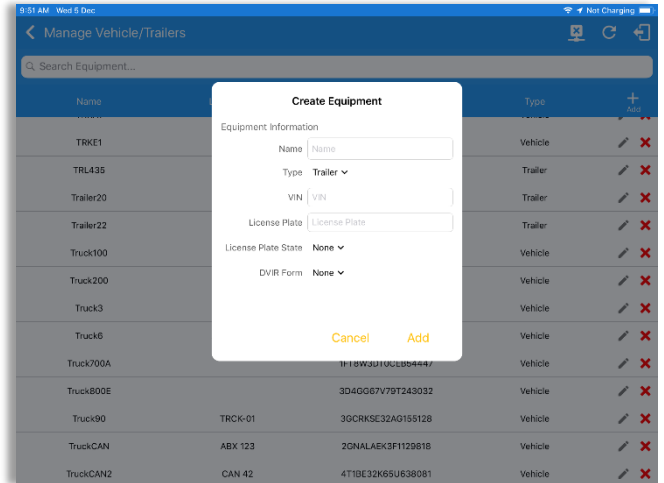 9:51 AM Wed 5 Dec Not Charging
Manage Vehicle/Trailers
Search Equipment...
Name Type Add
Create Equipment
Equipment Information
Name Name
Type Trailer
VIN VIN
License Plate License Plate
License Plate State None
DVIR Form None
Cancel Add
TRKE1 Vehicle
TRL435 Trailer
Trailer20 Trailer
Trailer22 Trailer
Truck100 Vehicle
Truck200 Vehicle
Truck3 Vehicle
Truck6 Vehicle
Truck700A 1FT8W3DT0CEB54447 Vehicle
Truck800E 3D4GG67V79T243032 Vehicle
Truck90 TRCK-01 3GCRKSE32AG155128 Vehicle
TruckCAN ABX 123 2GNALAEK3F1129818 Vehicle
TruckCAN2 CAN 42 4T1BE32K65U638081 Vehicle